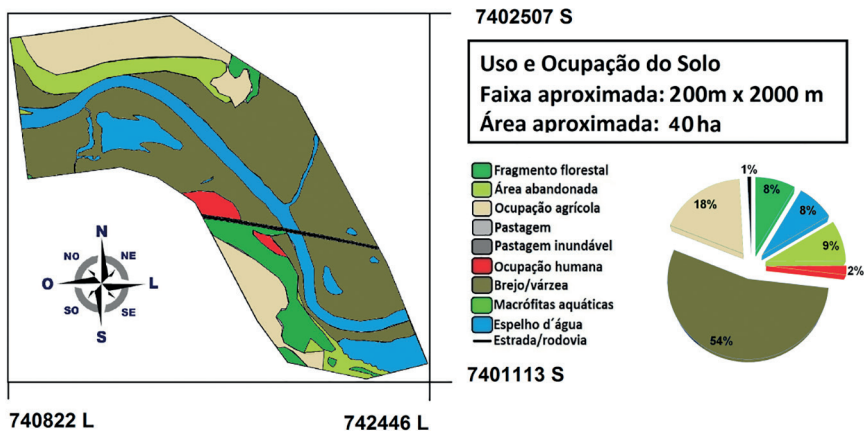 7402507 S
Uso e Ocupação do Solo
Faixa aproximada: 200m x 2000 m
Área aproximada: 40 ha
Fragmento florestal
Área abandonada
Ocupação agrícola
Pastagem
Pastagem inundável
Ocupação humana
Brejo/várzea
Macrófitas aquáticas
Espelho d´água
Estrada/rodovia
1%
8%
8%
9%
2%
54%
18%
N
NO
NE
O
L
SO
SE
S
7401113 S
740822 L
742446 L